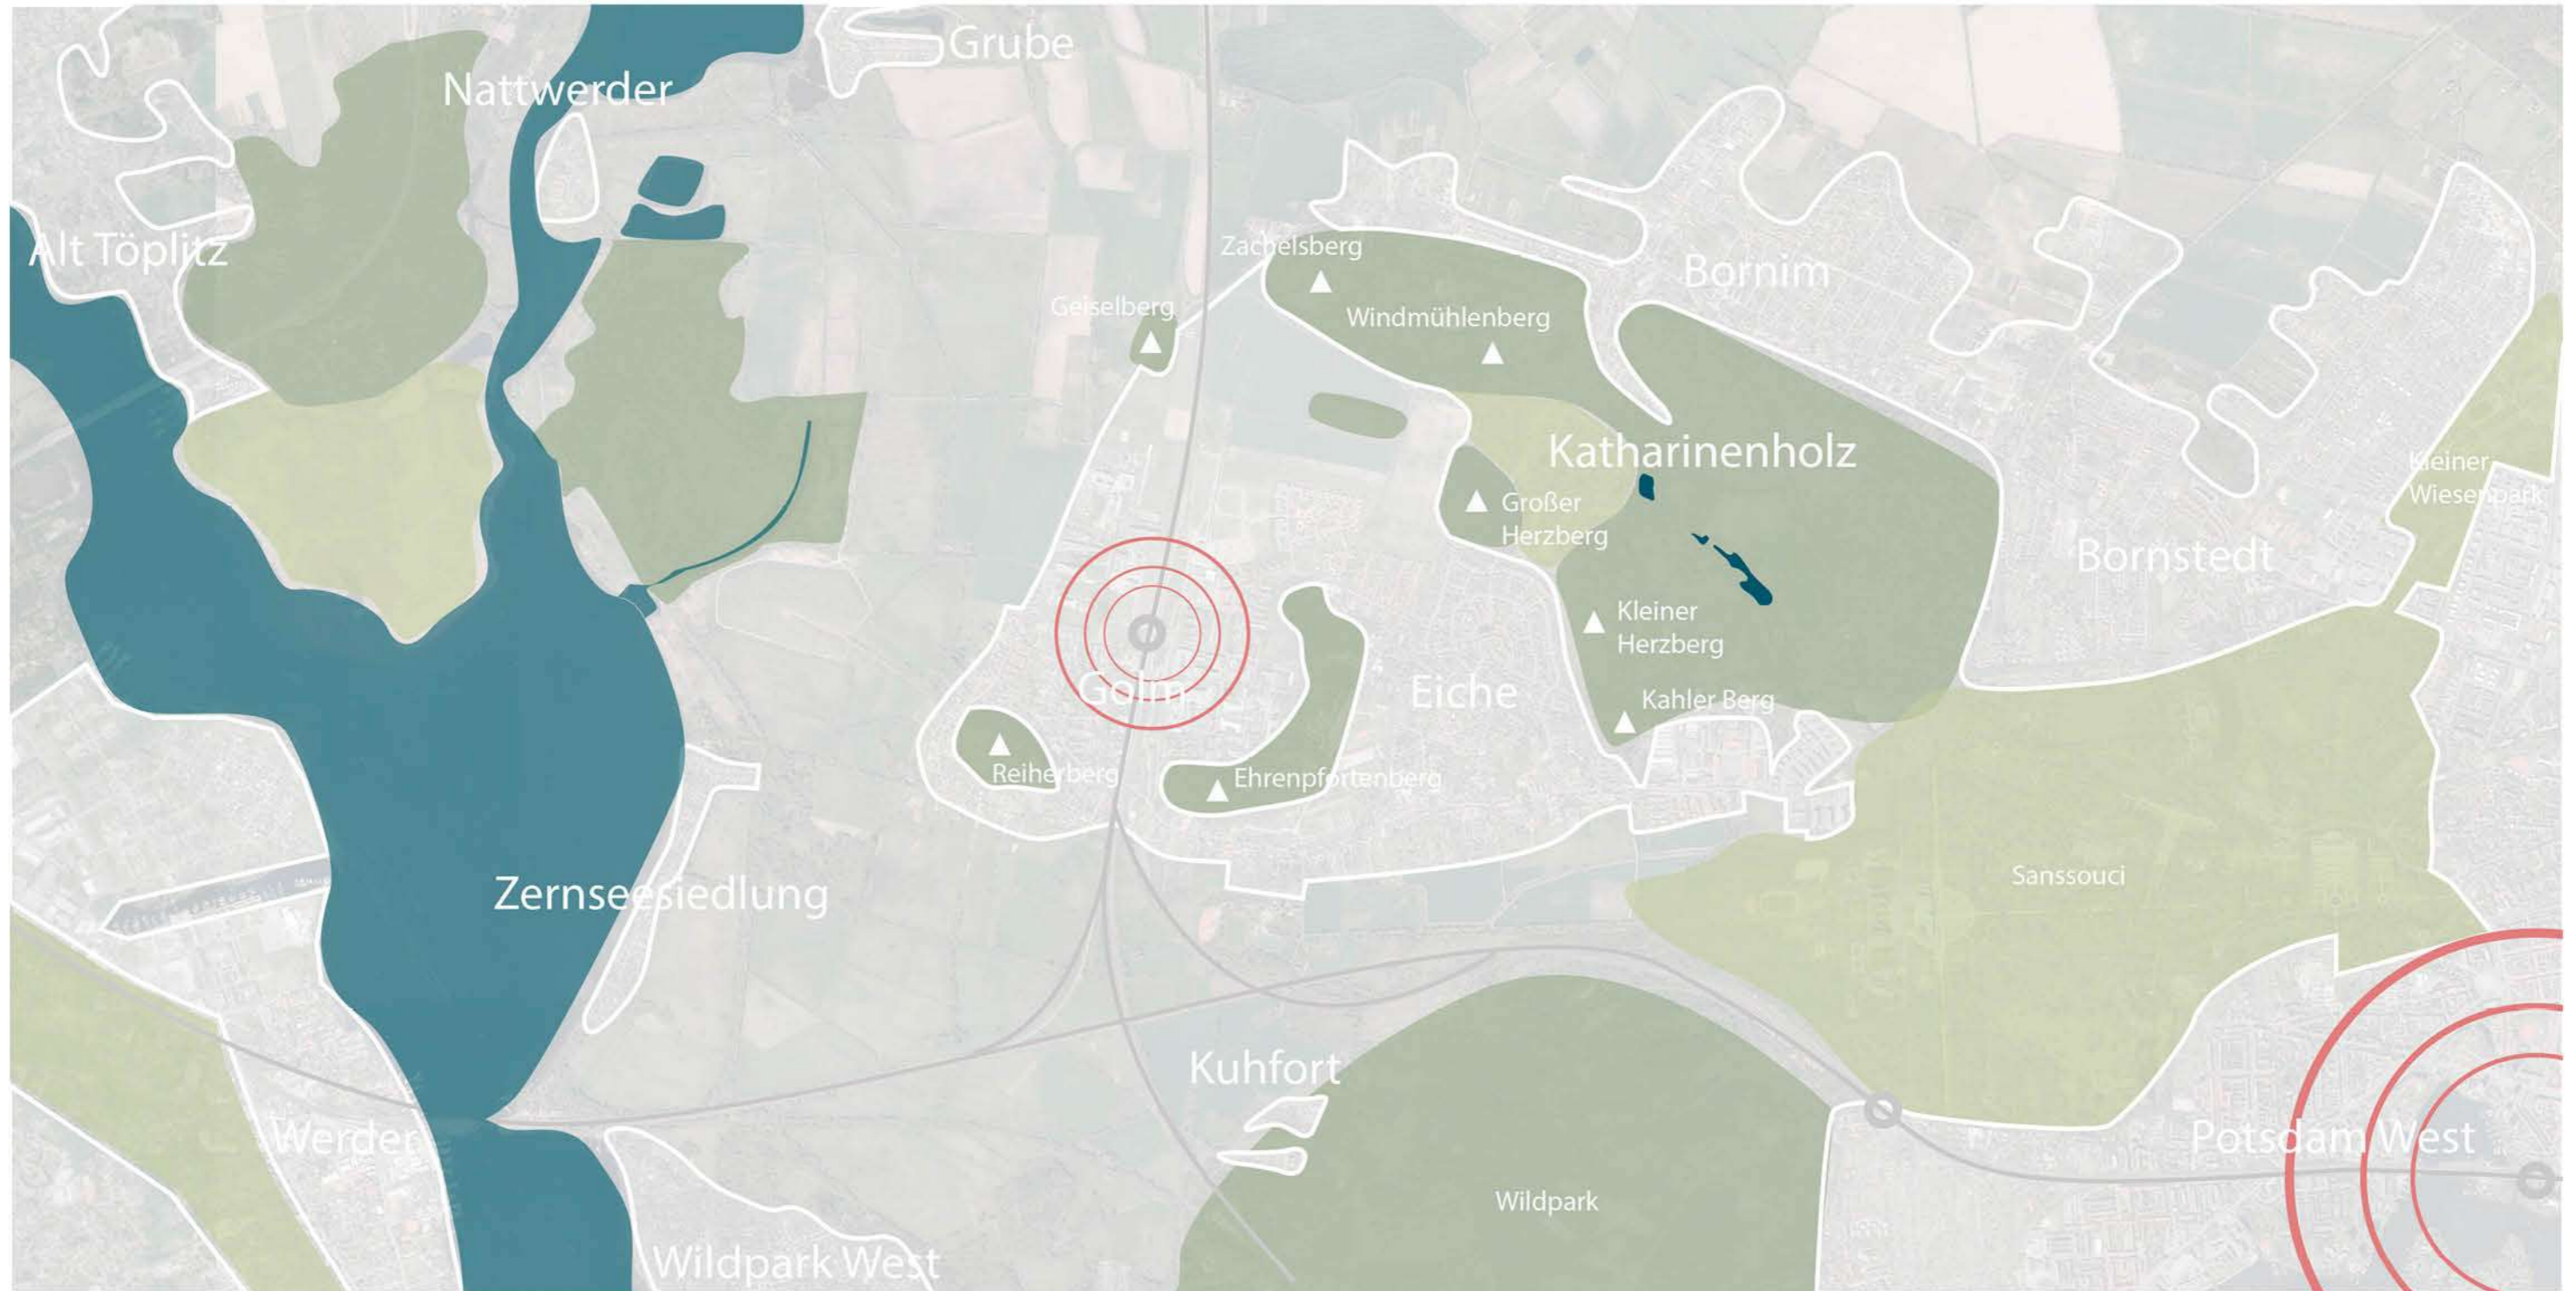 Grube
Nattwerder
Alt Töplitz
Zachelsberg
Bornim
Geiselberg
Windmühlenberg
Katharinenholz
Kleiner
Wiesenpark
Großer
Herzberg
Bornstedt
Kleiner
Herzberg
Golm
Eiche
Kahler Berg
Reiherberg
Ehrenpfortenberg
Sanssouci
Zernseesiedlung
Kuhfort
Werder
Potsdam West
Wildpark
Wildpark West